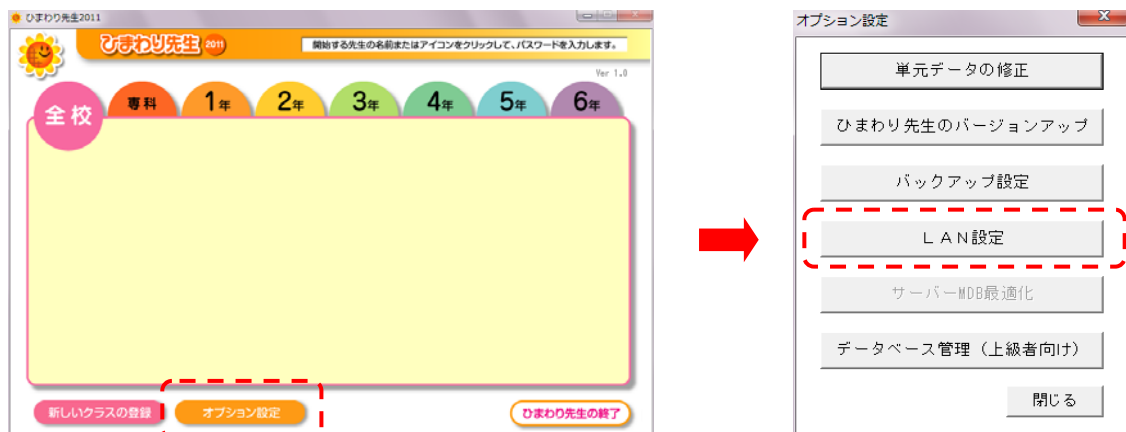 ひまわり先生2011
ひまわり先生 2011
開始する先生の名前またはアイコンをクリックして、パスワードを入力します。
Ver 1.0
全校
専科
1年
2年
3年
4年
5年
6年
新しいクラスの登録
オプション設定
ひまわり先生の終了
オプション設定
単元データの修正
ひまわり先生のバージョンアップ
バックアップ設定
ＬＡＮ設定
サーバーMDB最適化
データベース管理（上級者向け）
閉じる